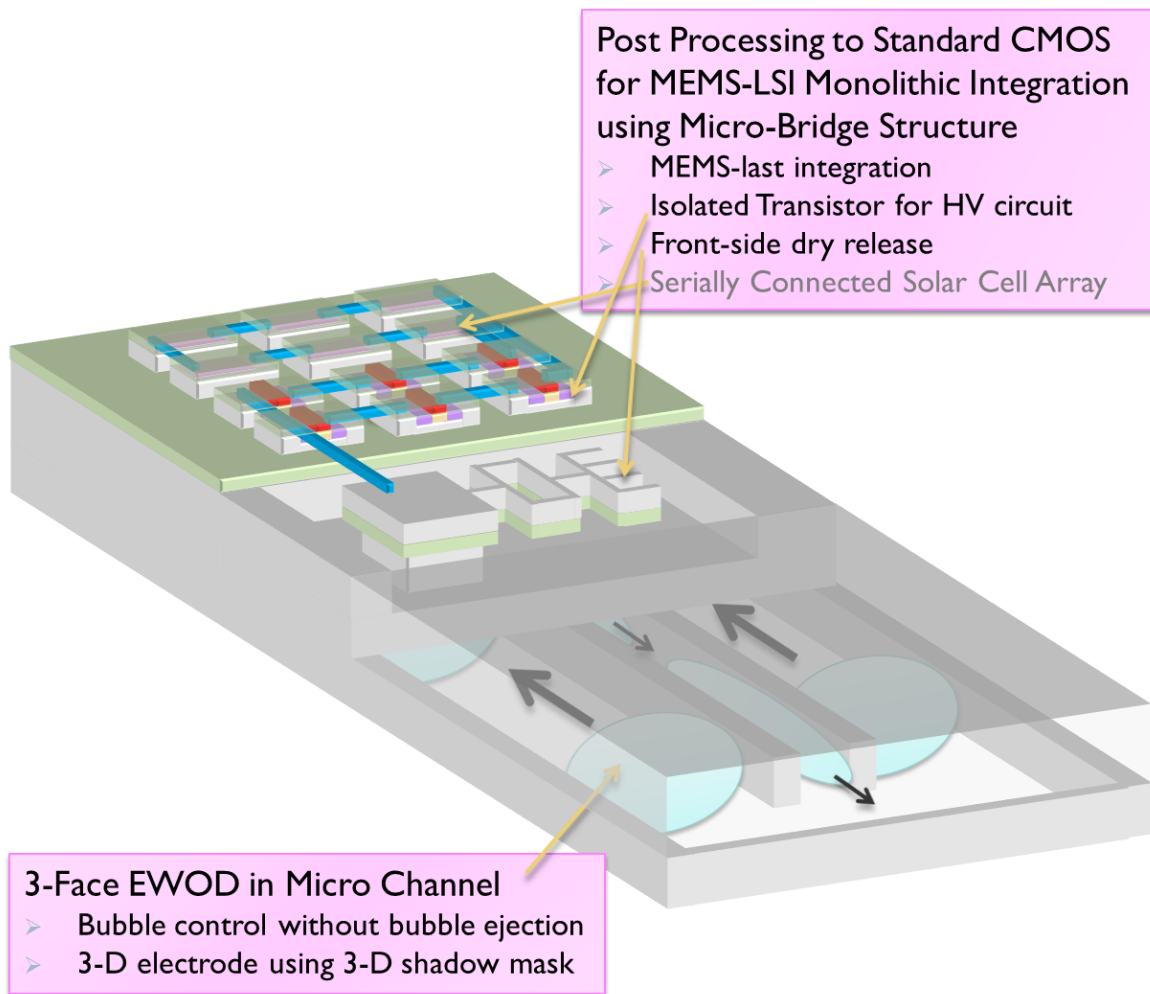 Post Processing to Standard CMOS
for MEMS-LSI Monolithic Integration
using Micro-Bridge Structure
MEMS-last integration
Isolated Transistor for HV circuit
Front-side dry release
Serially Connected Solar Cell Array
3-Face EWOD in Micro Channel
Bubble control without bubble ejection
3-D electrode using 3-D shadow mask